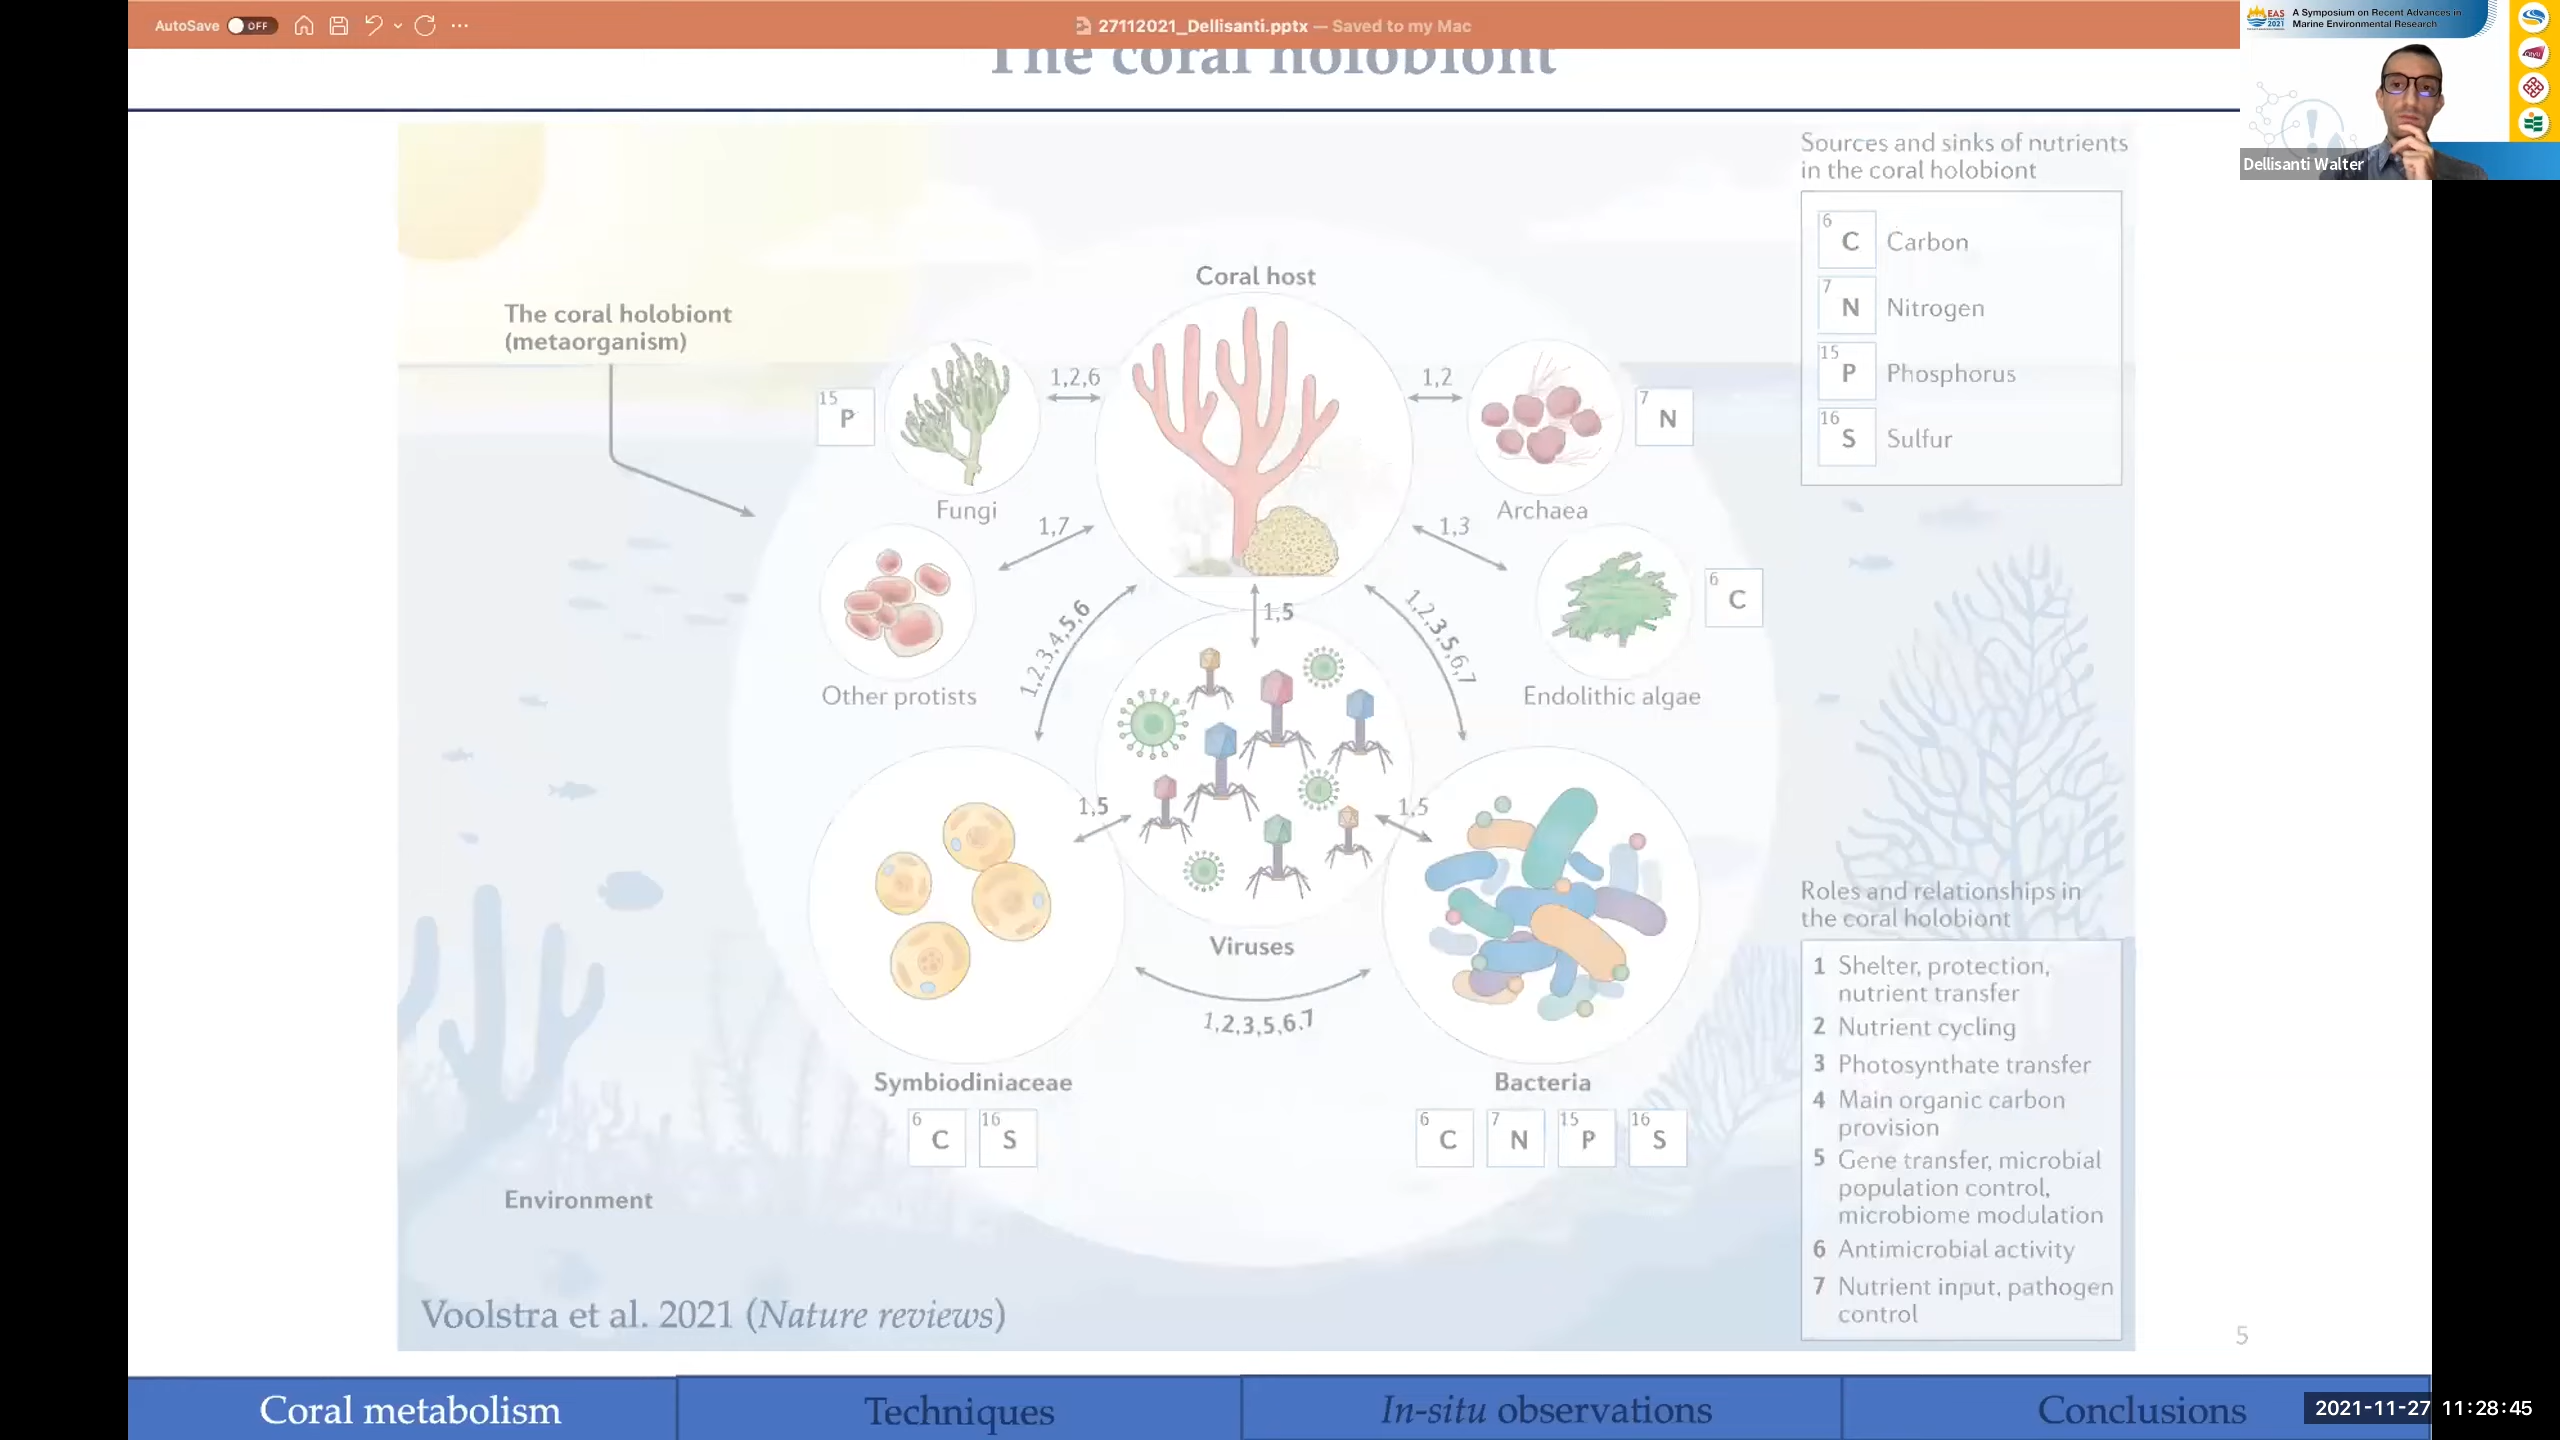 AutoSave OFF
27112021_Dellisanti.pptx — Saved to my Mac
EAS
2021
A Symposium on Recent Advances in
Marine Environmental Research
Dellisanti Walter
The coral holobiont
The coral holobiont
(metaorganism)
Coral host
Sources and sinks of nutrients
in the coral holobiont
6
C Carbon
7
N Nitrogen
15
P Phosphorus
16
S Sulfur
15
P
1,2,6
1,2
7
N
Fungi
Archaea
1,7
1,3
6
C
Other protists
Endolithic algae
1,2,3,4,5,6
1,5
1,2,3,5,6,7
1,5
1,5
Viruses
1,2,3,5,6,7
Symbiodiniaceae
6
C
16
S
Bacteria
6
C
7
N
15
P
16
S
Roles and relationships in
the coral holobiont
1 Shelter, protection,
nutrient transfer
2 Nutrient cycling
3 Photosynthate transfer
4 Main organic carbon
provision
5 Gene transfer, microbial
population control,
microbiome modulation
6 Antimicrobial activity
7 Nutrient input, pathogen
control
Environment
Voolstra et al. 2021 (Nature reviews)
5
Coral metabolism
Techniques
In-situ observations
Conclusions
2021-11-27 11:28:45